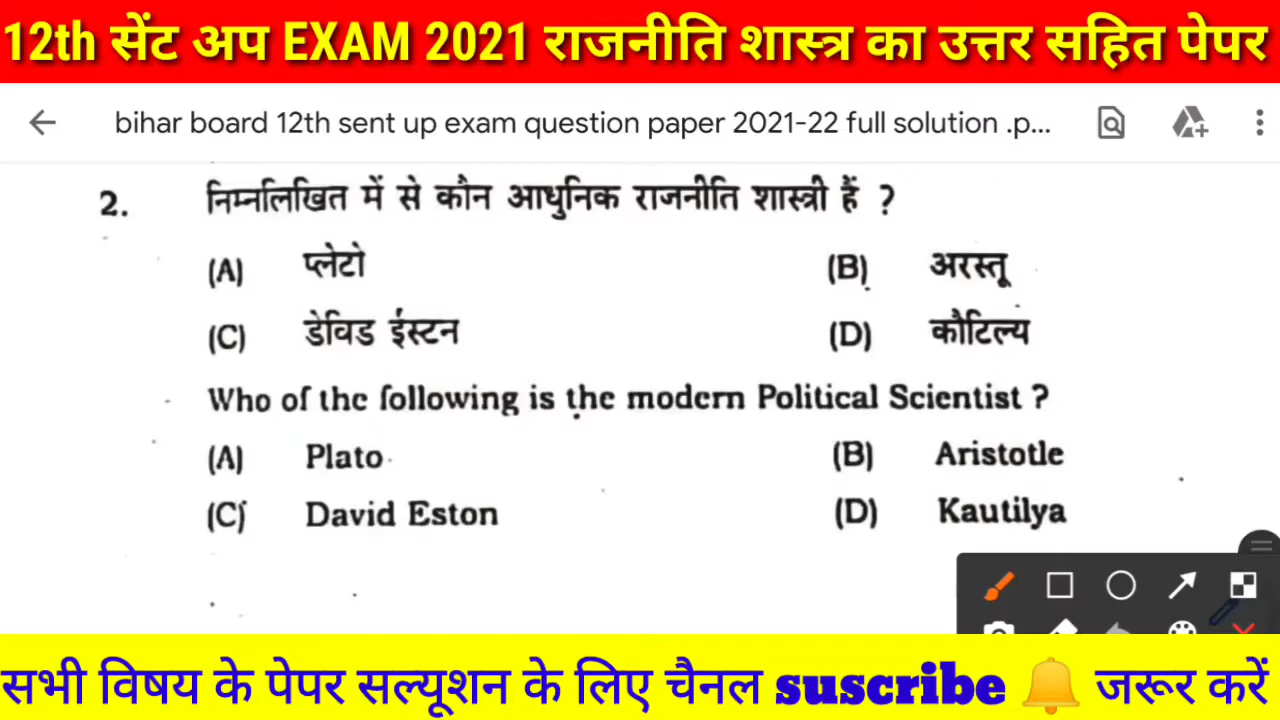 12th सेंट अप EXAM 2021 राजनीति शास्त्र का उत्तर सहित पेपर
bihar board 12th sent up exam question paper 2021-22 full solution .p...
2. निम्नलिखित में से कौन आधुनिक राजनीति शास्त्री हैं ?
(A) प्लेटो (B) अरस्तू
(C) डेविड ईस्टन (D) कौटिल्य
Who of the following is the modern Political Scientist ?
(A) Plato (B) Aristotle
(C) David Eston (D) Kautilya
सभी विषय के पेपर सल्यूशन के लिए चैनल suscribe 🔔 जरूर करें